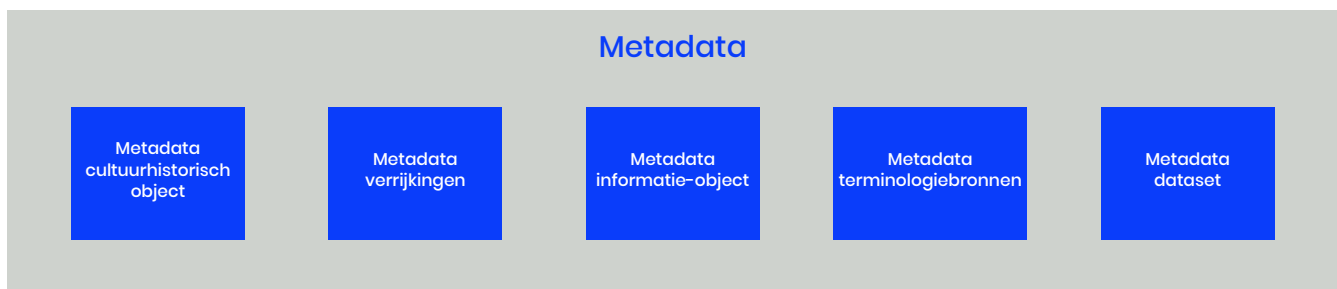 Metadata
Metadata
cultuurhistorisch
object
Metadata
verrijkingen
Metadata
informatie-object
Metadata
terminologiebronnen
Metadata
dataset